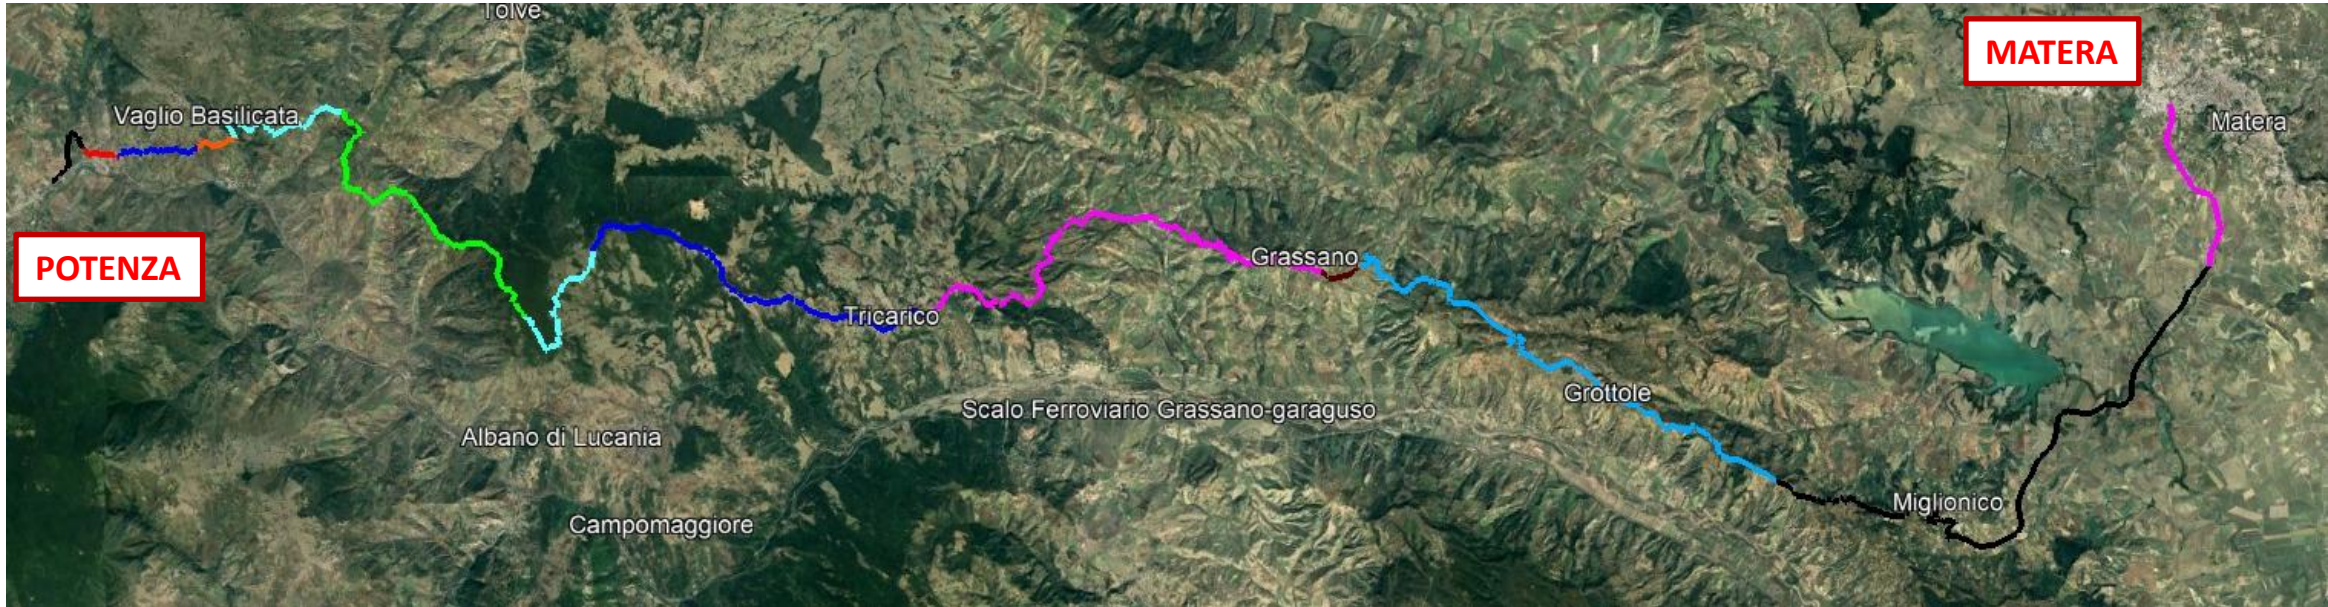 Tolve
MATERA
Vaglio Basilicata
Matera
POTENZA
Grassano
Tricarico
Grottole
Scalo Ferroviario Grassano-garaguso
Albano di Lucania
Miglionico
Campomaggiore